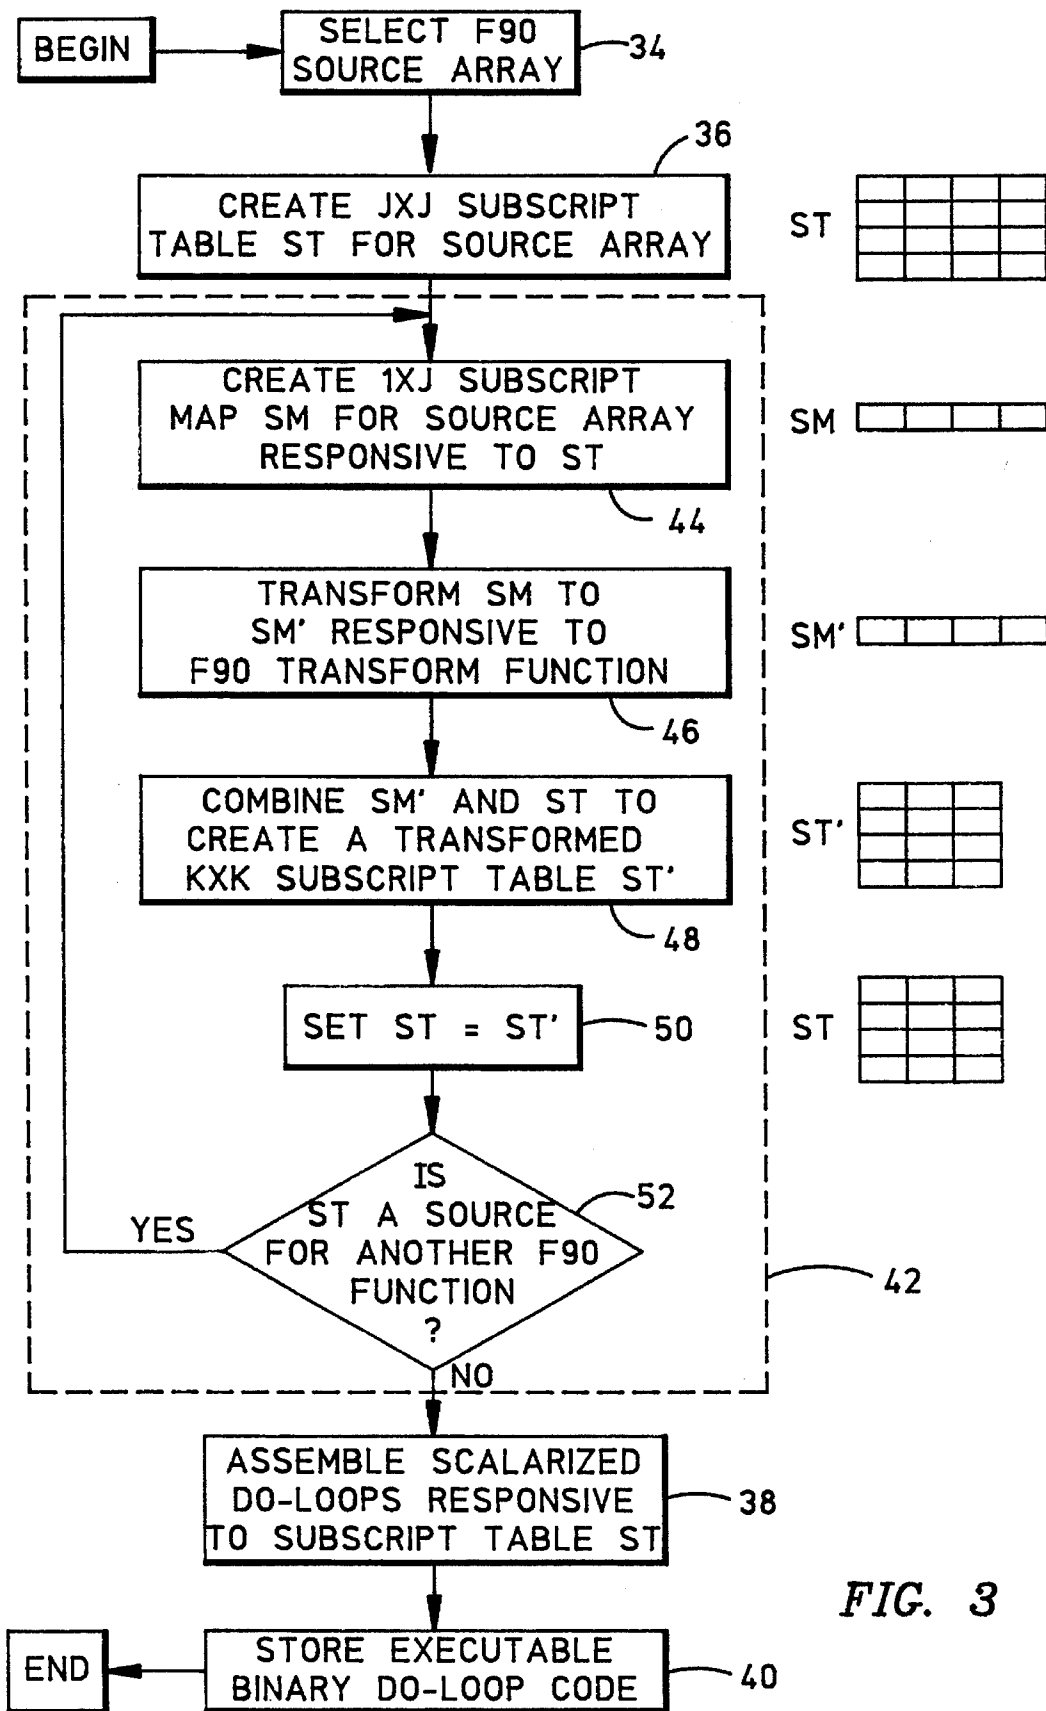 BEGIN
SELECT F90
SOURCE ARRAY
34
36
CREATE JXJ SUBSCRIPT
TABLE ST FOR SOURCE ARRAY
ST
CREATE 1XJ SUBSCRIPT
MAP SM FOR SOURCE ARRAY
RESPONSIVE TO ST
SM
44
TRANSFORM SM TO
SM' RESPONSIVE TO
F90 TRANSFORM FUNCTION
SM'
46
COMBINE SM' AND ST TO
CREATE A TRANSFORMED
KXK SUBSCRIPT TABLE ST'
ST'
48
SET ST = ST'
50
ST
IS
ST A SOURCE
FOR ANOTHER F90
FUNCTION
?
52
YES
42
NO
ASSEMBLE SCALARIZED
DO-LOOPS RESPONSIVE
TO SUBSCRIPT TABLE ST
38
FIG. 3
STORE EXECUTABLE
BINARY DO-LOOP CODE
40
END